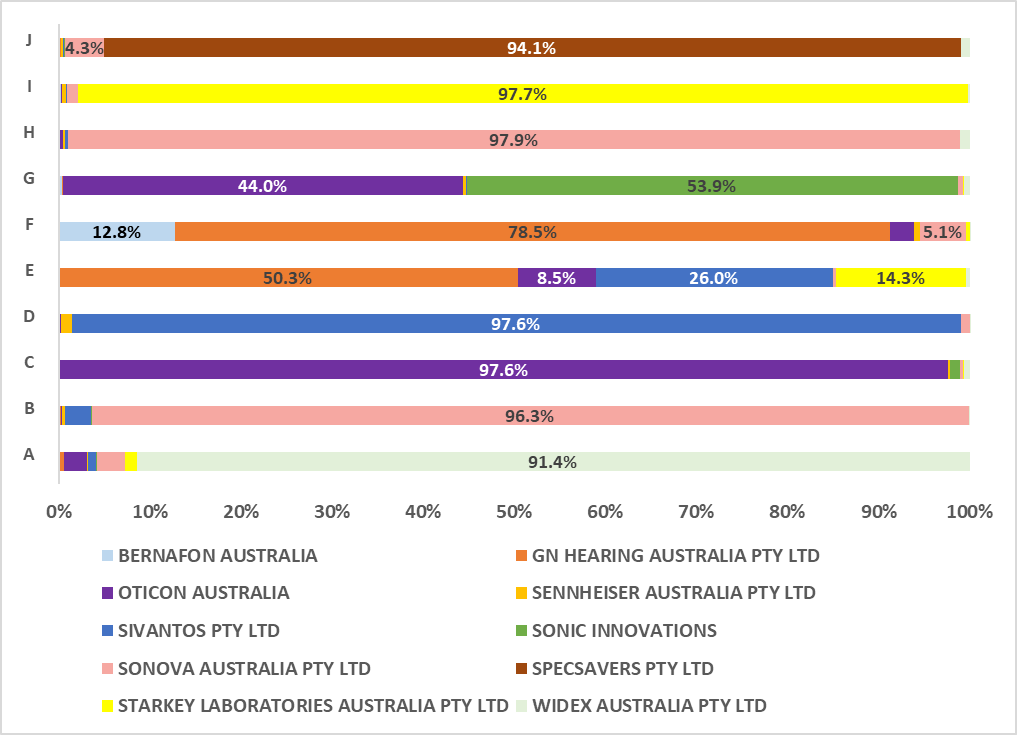 J 4.3% 94.1%
I 97.7%
H 97.9%
G 44.0% 53.9%
F 12.8% 78.5% 5.1%
E 50.3% 8.5% 26.0% 14.3%
D 97.6%
C 97.6%
B 96.3%
A 91.4%
0% 10% 20% 30% 40% 50% 60% 70% 80% 90% 100%
BERNAFON AUSTRALIA GN HEARING AUSTRALIA PTY LTD
OTICON AUSTRALIA SENNHEISER AUSTRALIA PTY LTD
SIVANTOS PTY LTD SONIC INNOVATIONS
SONOVA AUSTRALIA PTY LTD SPECSAVERS PTY LTD
STARKEY LABORATORIES AUSTRALIA PTY LTD WIDEX AUSTRALIA PTY LTD